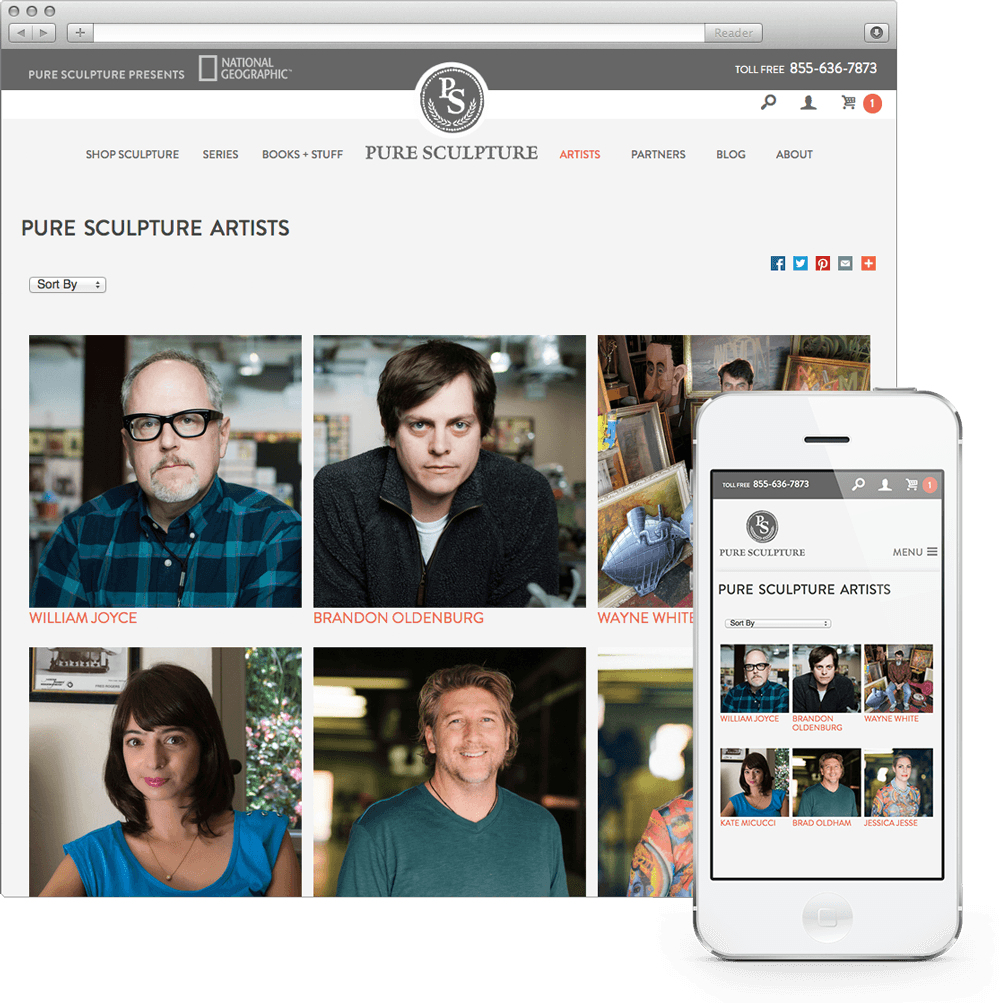 Reader
PURE SCULPTURE PRESENTS
NATIONAL
GEOGRAPHIC™
TOLL FREE 855-636-7873
PS
1
SHOP SCULPTURE SERIES BOOKS + STUFF PURE SCULPTURE ARTISTS PARTNERS BLOG ABOUT
PURE SCULPTURE ARTISTS
Sort By
WILLIAM JOYCE
BRANDON OLDENBURG
WAYNE WHITE
TOLL FREE 855-636-7873
1
PS
PURE SCULPTURE
MENU
PURE SCULPTURE ARTISTS
Sort By
WILLIAM JOYCE
BRANDON
OLDENBURG
WAYNE WHITE
KATE MICUCCI
BRAD OLDHAM
JESSICA JESSE